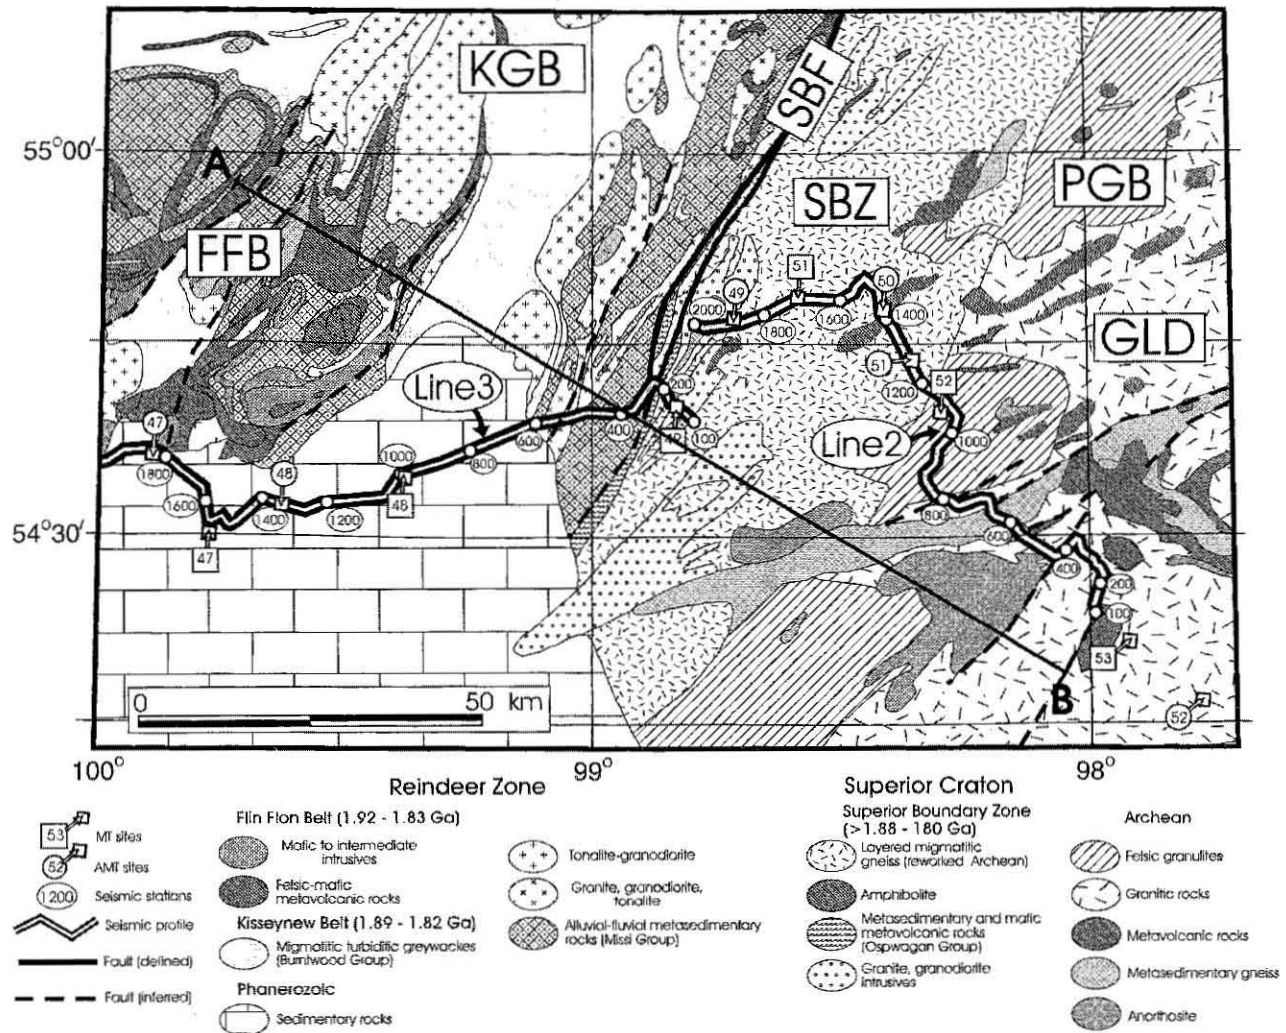 KGB
SBF
55°00'
A
PGB
SBZ
FFB
51
50
49
2000
1800
1600
1400
GLD
51
1200
52
Line3
200
47
400
49
100
Line2
1000
600
48
1000
800
1800
1600
1400
1200
48
800
600
54°30'
47
400
200
100
53
0 50 km
B
52
100° 99° 98°
Reindeer Zone
Flin Flon Belt (1.92 - 1.83 Ga)
53 MT sites
Mafic to intermediate
intrusives
52 AMT sites
Felsic-mafic
metavolcanic rocks
1200 Seismic stations
Kisseynew Belt (1.89 - 1.82 Ga)
Seismic profile
Migmatitic turbiditic greywackes
(Burntwood Group)
Fault (defined)
Phanerozoic
Fault (inferred)
Sedimentary rocks
Tonalite-granodiorite
Granite, granodiorite,
tonalite
Alluvial-fluvial metasedimentary
rocks (Missi Group)
Superior Craton
Superior Boundary Zone
(>1.88 - 180 Ga)
Layered migmatitic
gneiss (reworked Archean)
Amphibolite
Metasedimentary and mafic
metavolcanic rocks
(Ospwagan Group)
Granite, granodiorite
intrusives
Archean
Felsic granulites
Granitic rocks
Metavolcanic rocks
Metasedimentary gneiss
Anorthosite